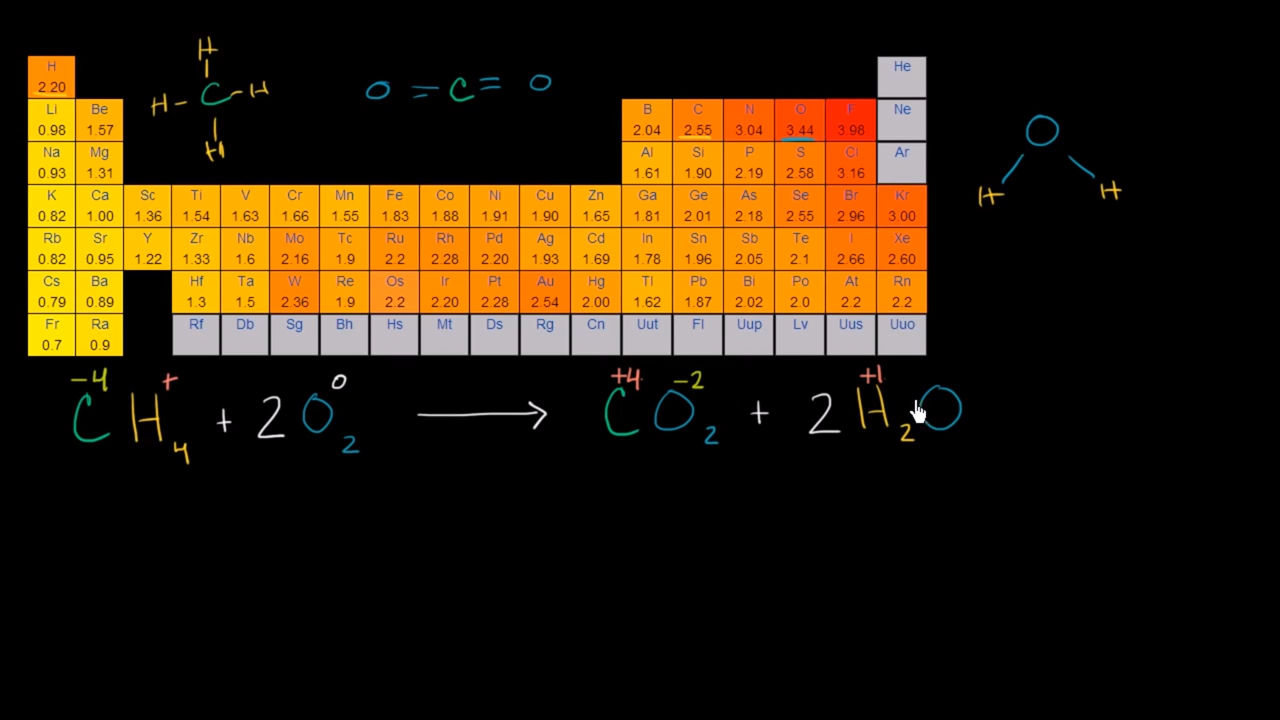 H He
2.20
H
H - C - H
H
O = C = O
O
H H
Li Be B C N O F Ne
0.98 1.57 2.04 2.55 3.04 3.44 3.98
Na Mg Al Si P S Cl Ar
0.93 1.31 1.61 1.90 2.19 2.58 3.16
K Ca Sc Ti V Cr Mn Fe Co Ni Cu Zn Ga Ge As Se Br Kr
0.82 1.00 1.36 1.54 1.63 1.66 1.55 1.83 1.88 1.91 1.90 1.65 1.81 2.01 2.18 2.55 2.96 3.00
Rb Sr Y Zr Nb Mo Tc Ru Rh Pd Ag Cd In Sn Sb Te I Xe
0.82 0.95 1.22 1.33 1.6 2.16 1.9 2.2 2.28 2.20 1.93 1.69 1.78 1.96 2.05 2.1 2.66 2.60
Cs Ba Hf Ta W Re Os Ir Pt Au Hg Tl Pb Bi Po At Rn
0.79 0.89 1.3 1.5 2.36 1.9 2.2 2.20 2.28 2.54 2.00 1.62 1.87 2.02 2.0 2.2 2.2
Fr Ra Rf Db Sg Bh Hs Mt Ds Rg Cn Uut Fl Uup Lv Uus Uuo
0.7 0.9
-4 + 0 +4 -2 +1
C H4 + 2 O2 → C O2 + 2 H2 O